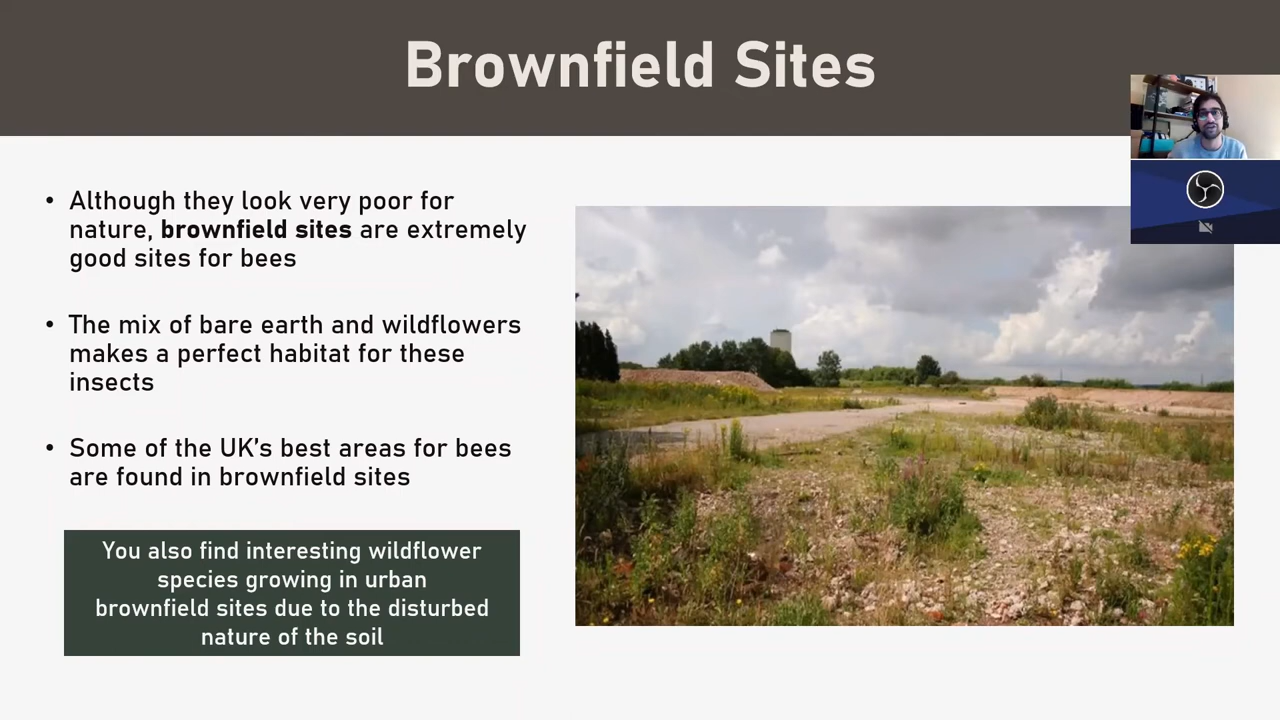 Brownfield Sites
• Although they look very poor for
nature, brownfield sites are extremely
good sites for bees
• The mix of bare earth and wildflowers
makes a perfect habitat for these
insects
• Some of the UK's best areas for bees
are found in brownfield sites
You also find interesting wildflower
species growing in urban
brownfield sites due to the disturbed
nature of the soil